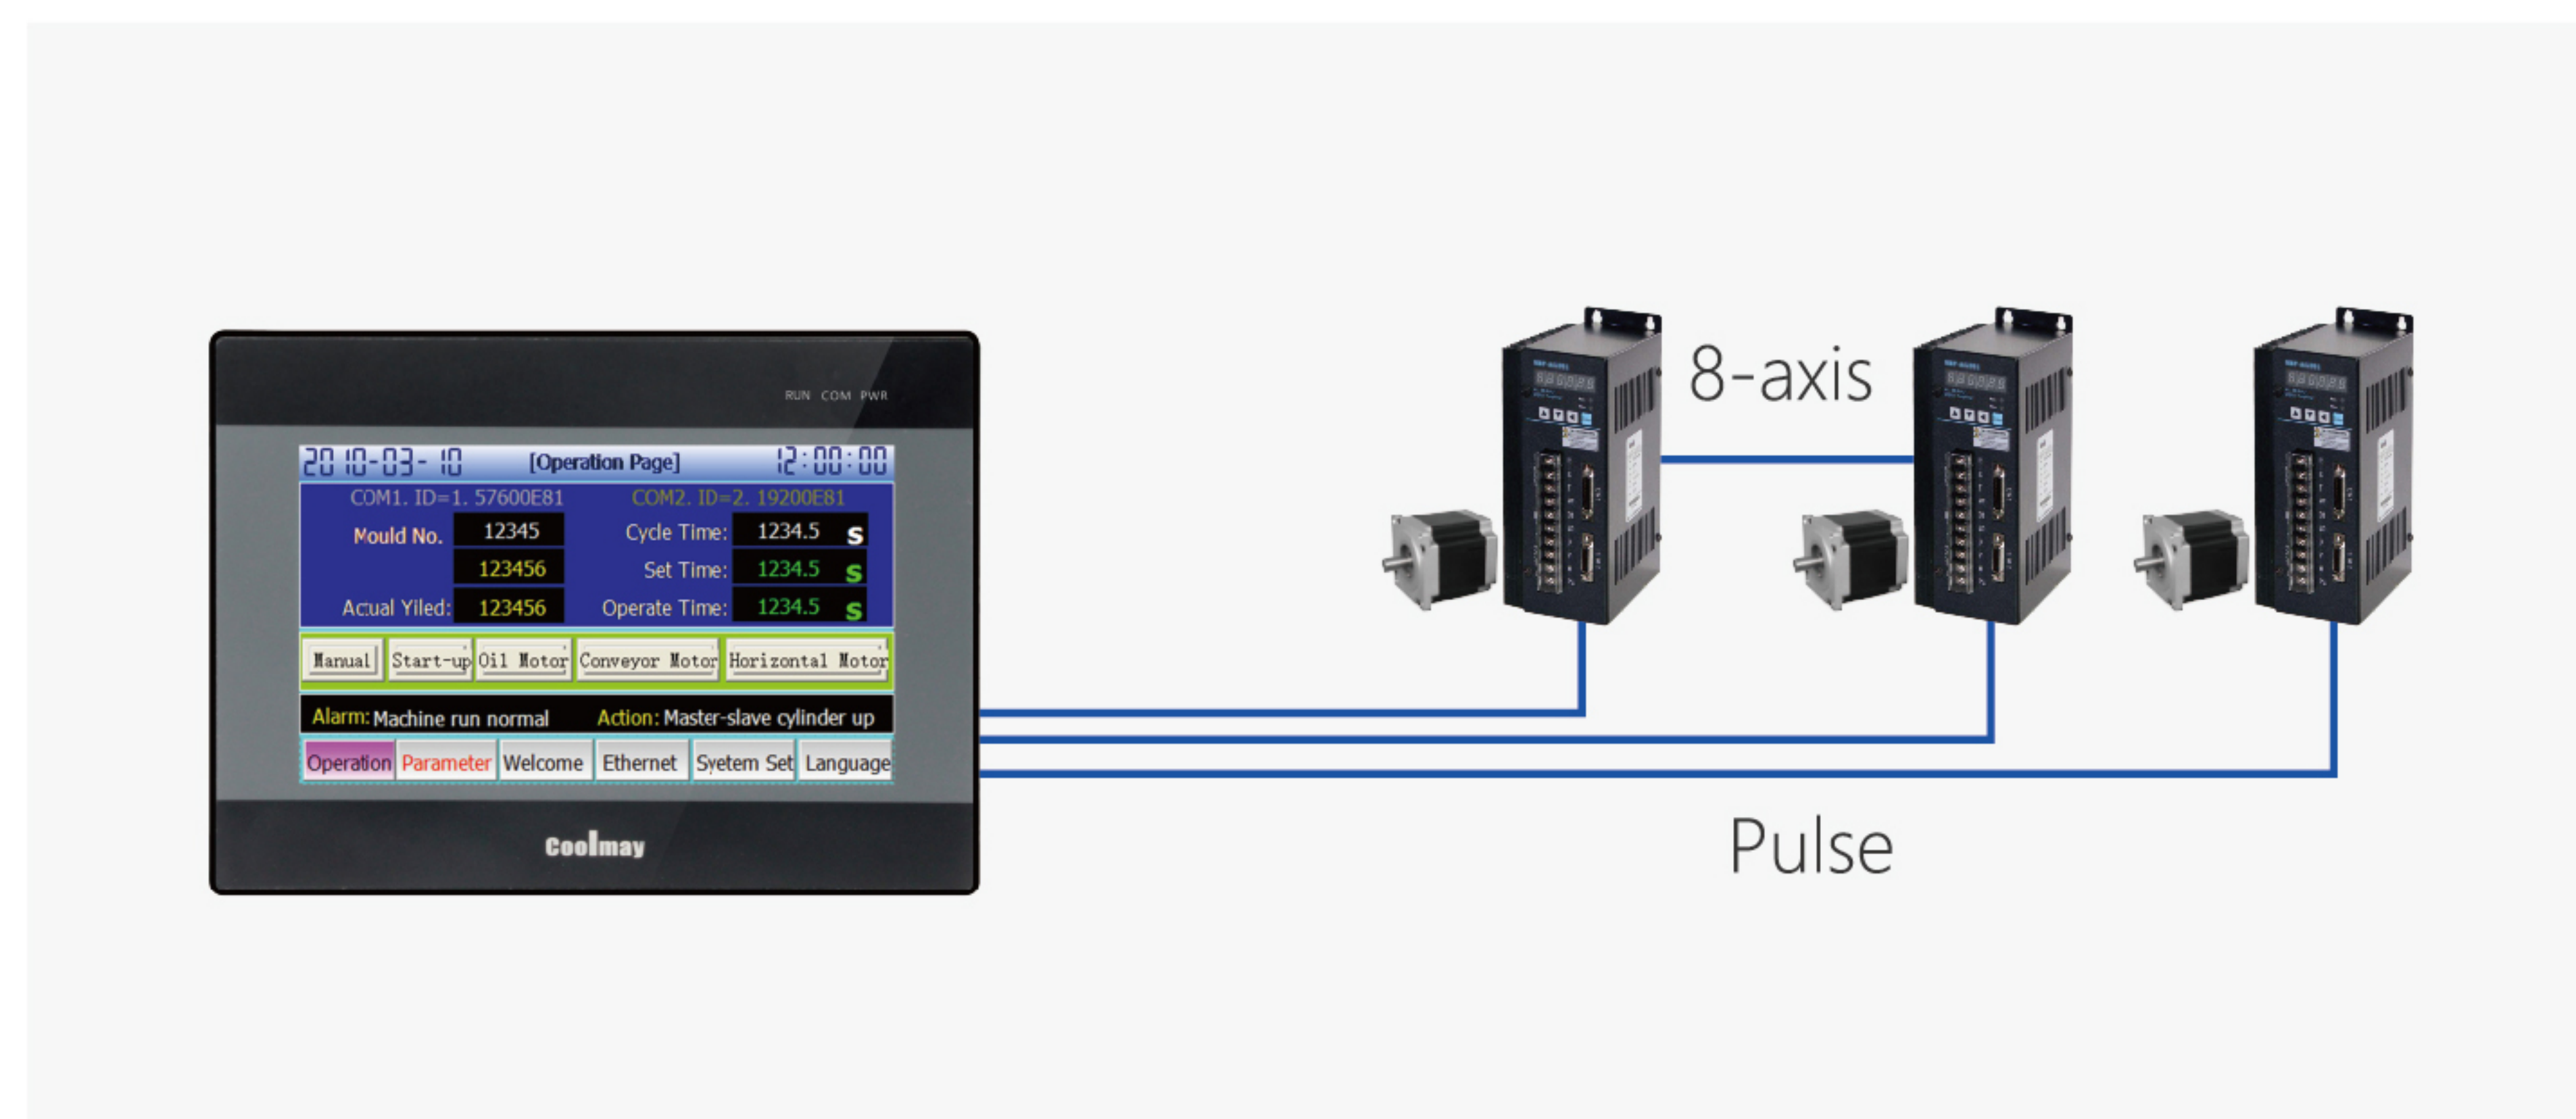 RUN COM PWR
2010-03-10 [Operation Page] 12:00:00
COM1. ID=1. 57600E81 COM2. ID=2. 19200E81
Mould No. 12345 Cycle Time: 1234.5 s
123456 Set Time: 1234.5 s
Actual Yiled: 123456 Operate Time: 1234.5 s
Manual Start-up Oil Motor Conveyor Motor Horizontal Motor
Alarm: Machine run normal Action: Master-slave cylinder up
Operation Parameter Welcome Ethernet Syetem Set Language
Coolmay
8-axis
Pulse